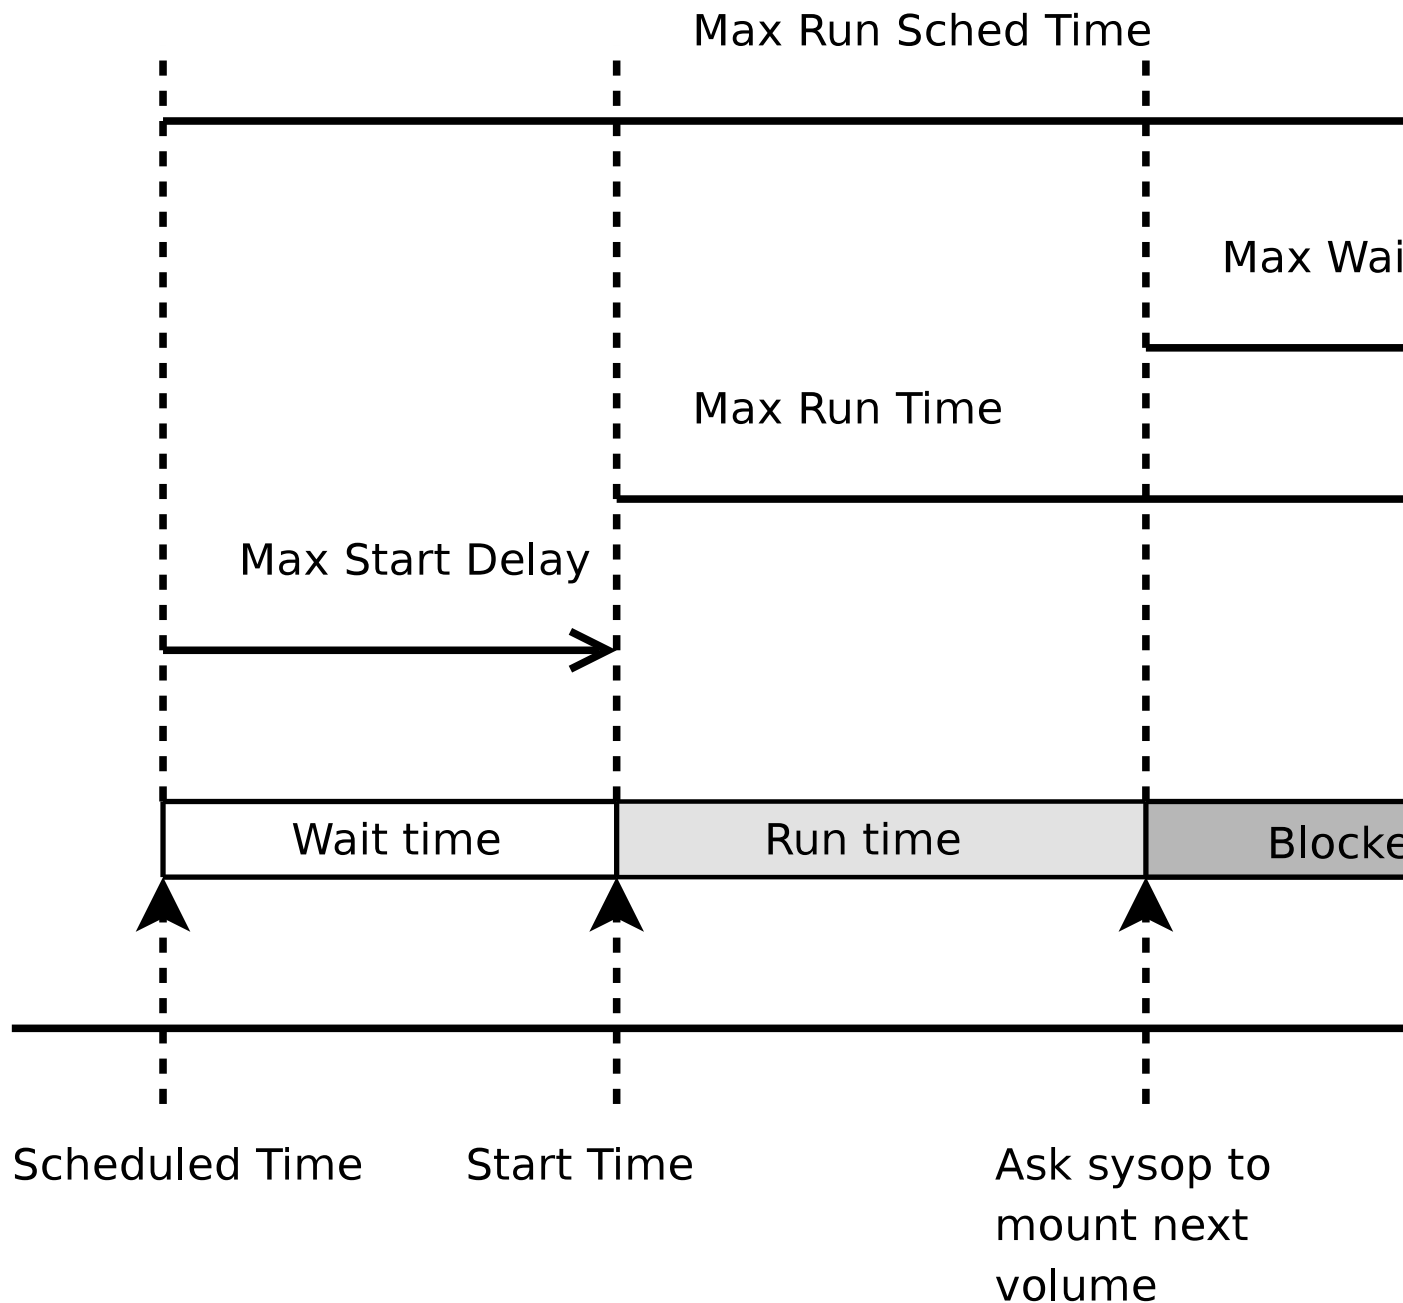 Max Run Sched Time
Max
Max Run Time
Max Start Delay
Wait time
Run time
Scheduled Time
Start Time
Ask sysop to
mount next
volume